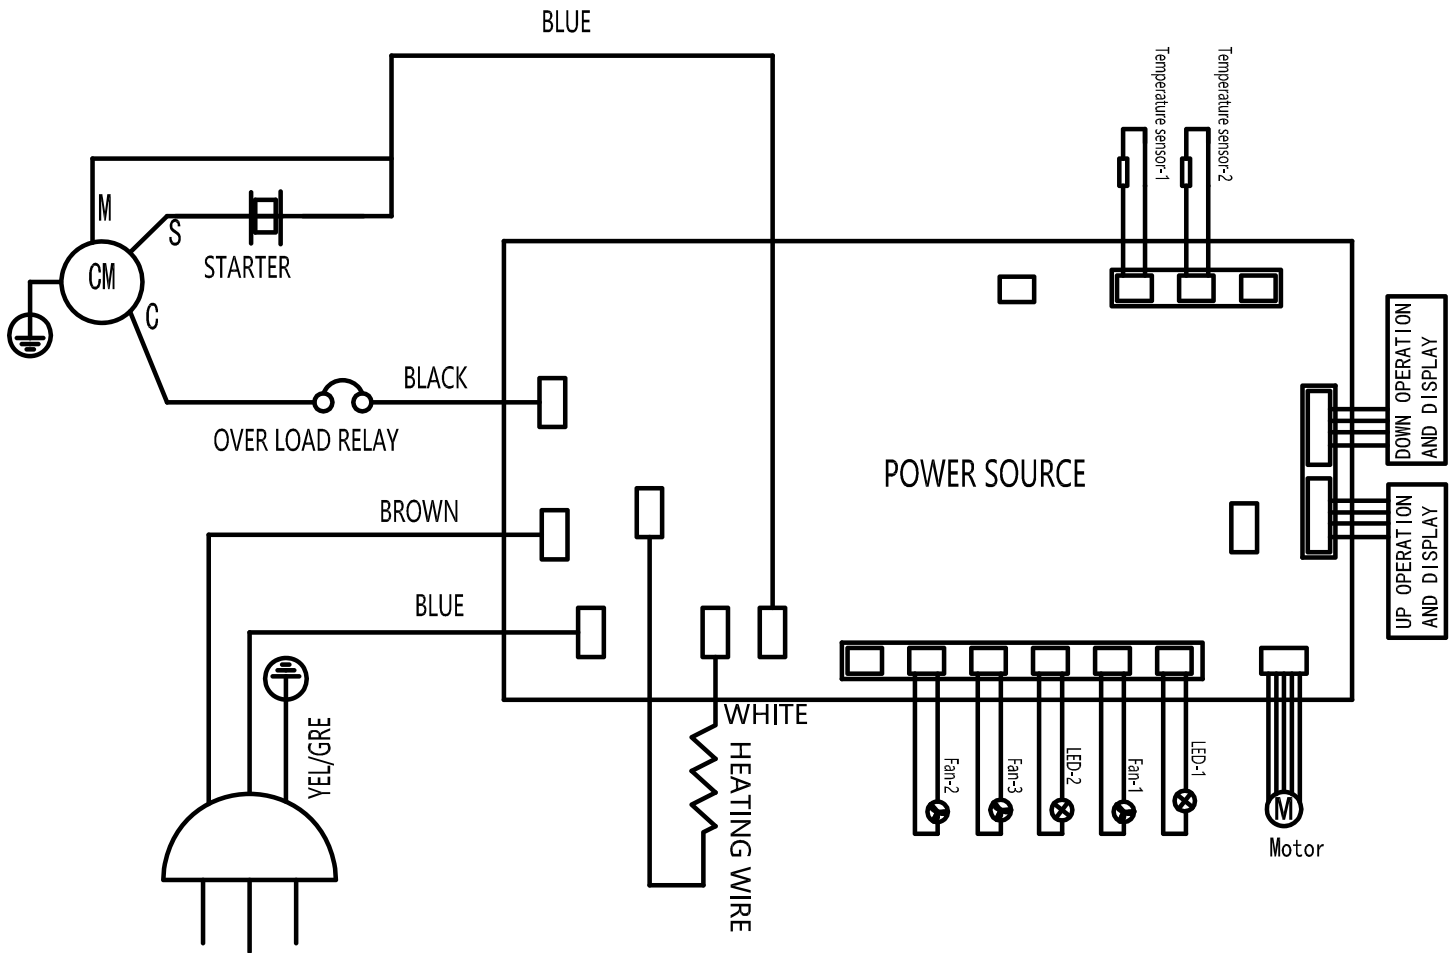 BLUE
Temperature sensor-1
Temperature sensor-2
M
S
STARTER
CM
C
BLACK
OVER LOAD RELAY
DOWN OPERATION
AND DISPLAY
POWER SOURCE
BROWN
UP OPERATION
AND DISPLAY
BLUE
YEL/GRE
WHITE
HEATING WIRE
Fan-2
Fan-3
LED-2
Fan-1
LED-1
M
Motor